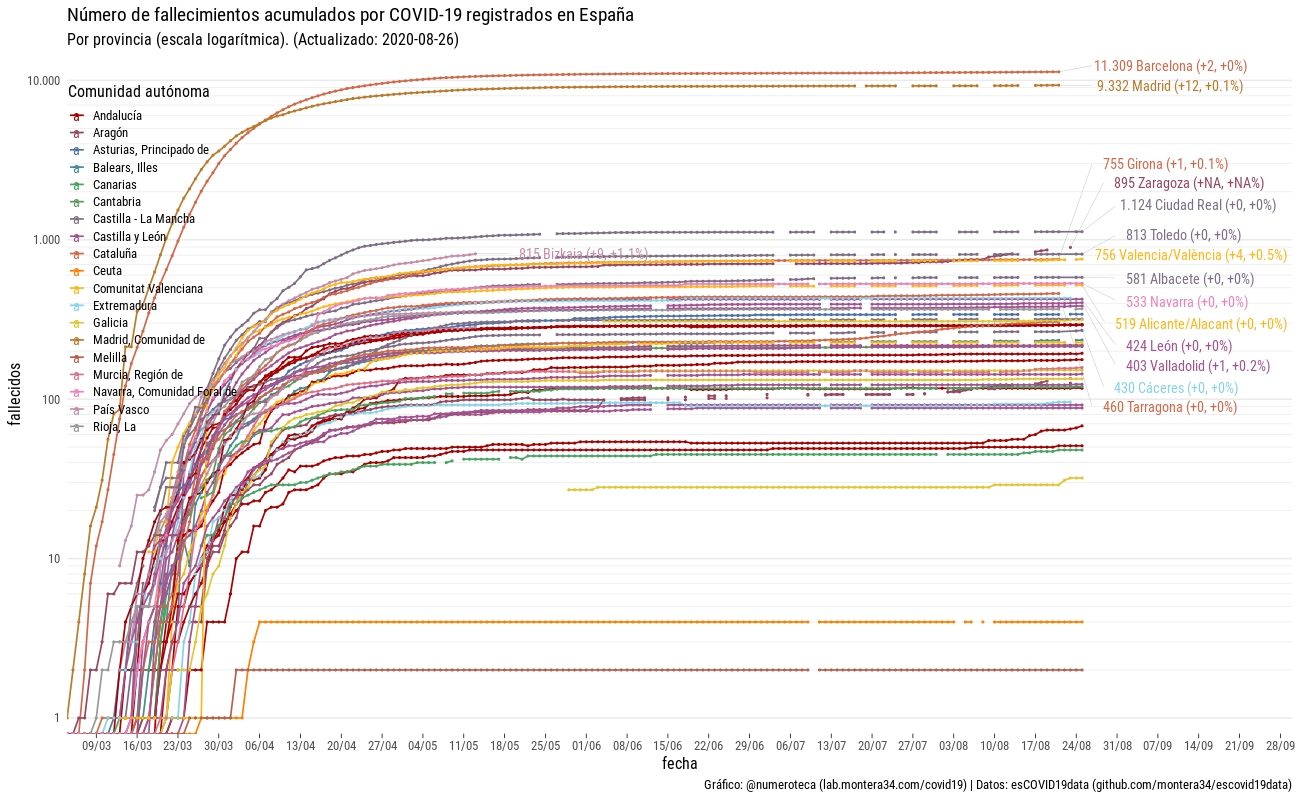 Número de fallecimientos acumulados por COVID-19 registrados en España
Por provincia (escala logarítmica). (Actualizado: 2020-08-26)
fallecidos
10.000
1.000
100
10
1
Comunidad autónoma
Andalucía
Aragón
Asturias, Principado de
Balears, Illes
Canarias
Cantabria
Castilla - La Mancha
Castilla y León
Cataluña
Ceuta
Comunitat Valenciana
Extremadura
Galicia
Madrid, Comunidad de
Melilla
Murcia, Región de
Navarra, Comunidad Foral de
País Vasco
Rioja, La
11.309 Barcelona (+2, +0%)
9.332 Madrid (+12, +0.1%)
755 Girona (+1, +0.1%)
895 Zaragoza (+NA, +NA%)
1.124 Ciudad Real (+0, +0%)
813 Toledo (+0, +0%)
815 Bizkaia (+9, +1.1%)
756 Valencia/València (+4, +0.5%)
581 Albacete (+0, +0%)
533 Navarra (+0, +0%)
519 Alicante/Alacant (+0, +0%)
424 León (+0, +0%)
403 Valladolid (+1, +0.2%)
430 Cáceres (+0, +0%)
460 Tarragona (+0, +0%)
09/03 16/03 23/03 30/03 06/04 13/04 20/04 27/04 04/05 11/05 18/05 25/05 01/06 08/06 15/06 22/06 29/06 06/07 13/07 20/07 27/07 03/08 10/08 17/08 24/08 31/08 07/09 14/09 21/09 28/09
fecha
Gráfico: @numeroteca (lab.montera34.com/covid19) | Datos: esCOVID19data (github.com/montera34/escovid19data)